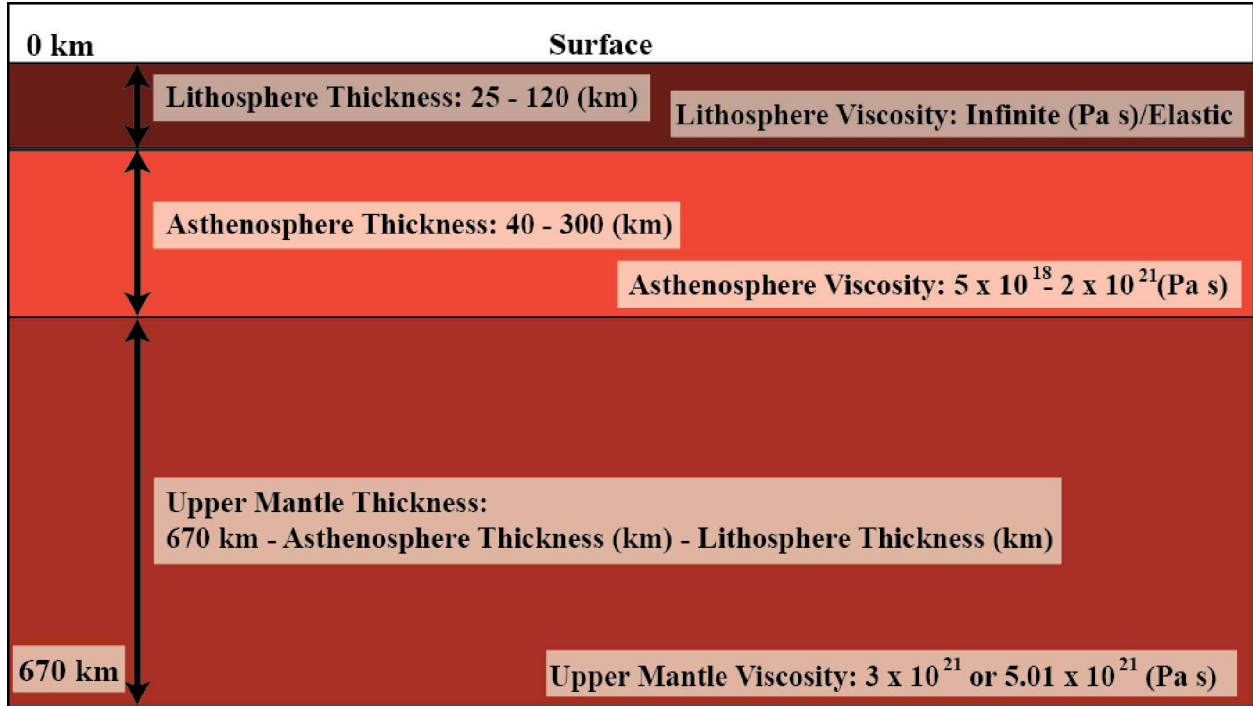 0 km
Surface
Lithosphere Thickness: 25 - 120 (km)
Lithosphere Viscosity: Infinite (Pa s)/Elastic
Asthenosphere Thickness: 40 - 300 (km)
Asthenosphere Viscosity: 5 x 10^18 - 2 x 10^21 (Pa s)
Upper Mantle Thickness:
670 km - Asthenosphere Thickness (km) - Lithosphere Thickness (km)
670 km
Upper Mantle Viscosity: 3 x 10^21 or 5.01 x 10^21 (Pa s)